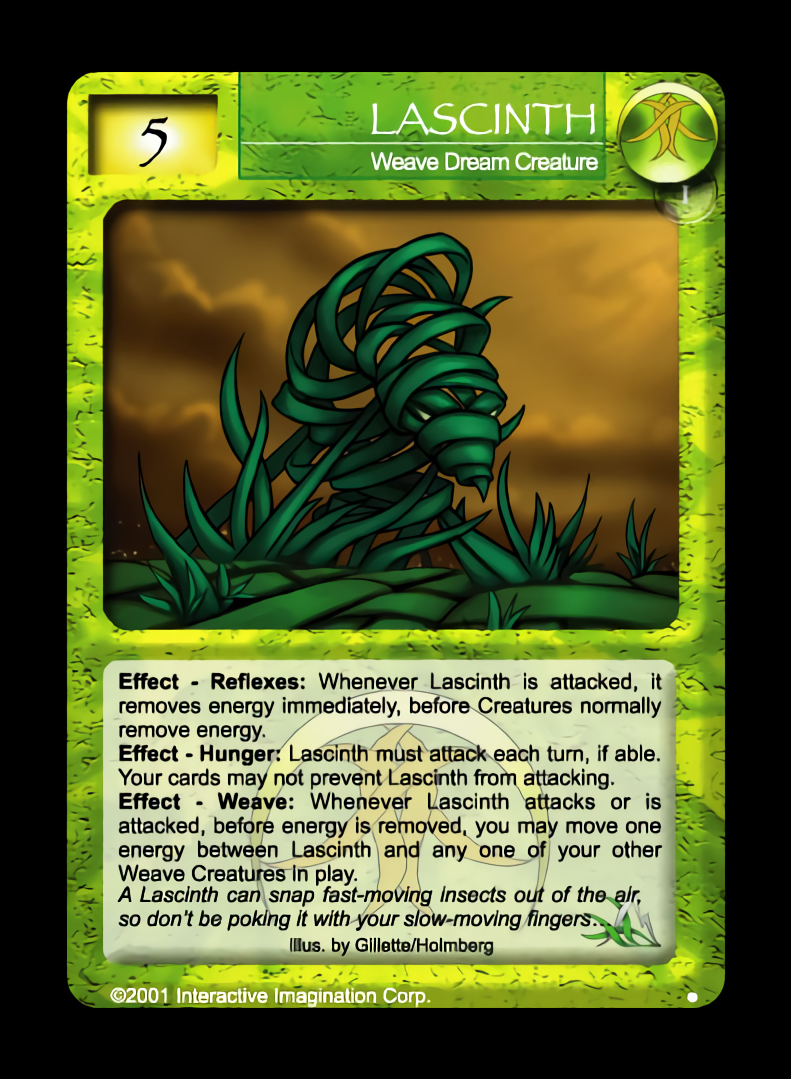 5
LASCINTH
Weave Dream Creature
1
Effect - Reflexes: Whenever Lascinth is attacked, it
removes energy immediately, before Creatures normally
remove energy.
Effect - Hunger: Lascinth must attack each turn, if able.
Your cards may not prevent Lascinth from attacking.
Effect - Weave: Whenever Lascinth attacks or is
attacked, before energy is removed, you may move one
energy between Lascinth and any one of your other
Weave Creatures in play.
A Lascinth can snap fast-moving insects out of the air,
so don't be poking it with your slow-moving fingers...
Illus. by Gillette/Holmberg
©2001 Interactive Imagination Corp.